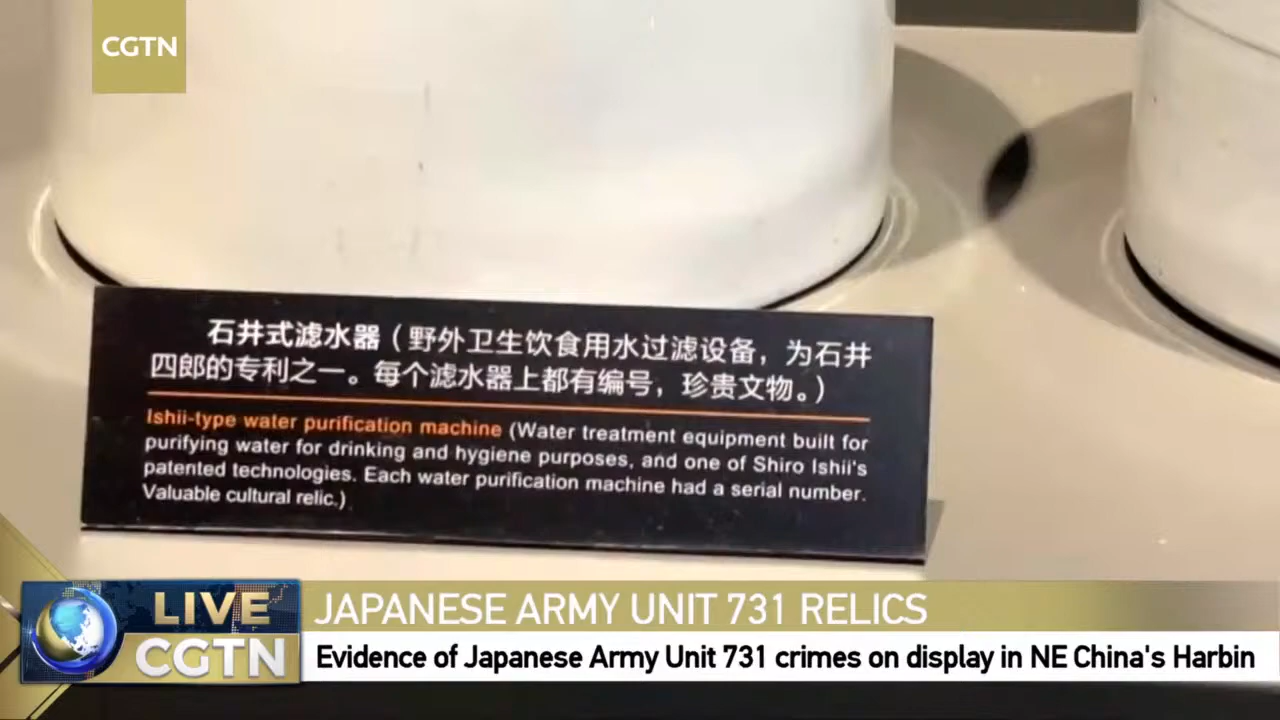 CGTN
石井式滤水器（野外卫生饮食用水过滤设备，为石井
四郎的专利之一。每个滤水器上都有编号，珍贵文物。）
Ishii-type water purification machine (Water treatment equipment built for
purifying water for drinking and hygiene purposes, and one of Shiro Ishii's
patented technologies. Each water purification machine had a serial number.
Valuable cultural relic.)
LIVE
CGTN
JAPANESE ARMY UNIT 731 RELICS
Evidence of Japanese Army Unit 731 crimes on display in NE China's Harbin